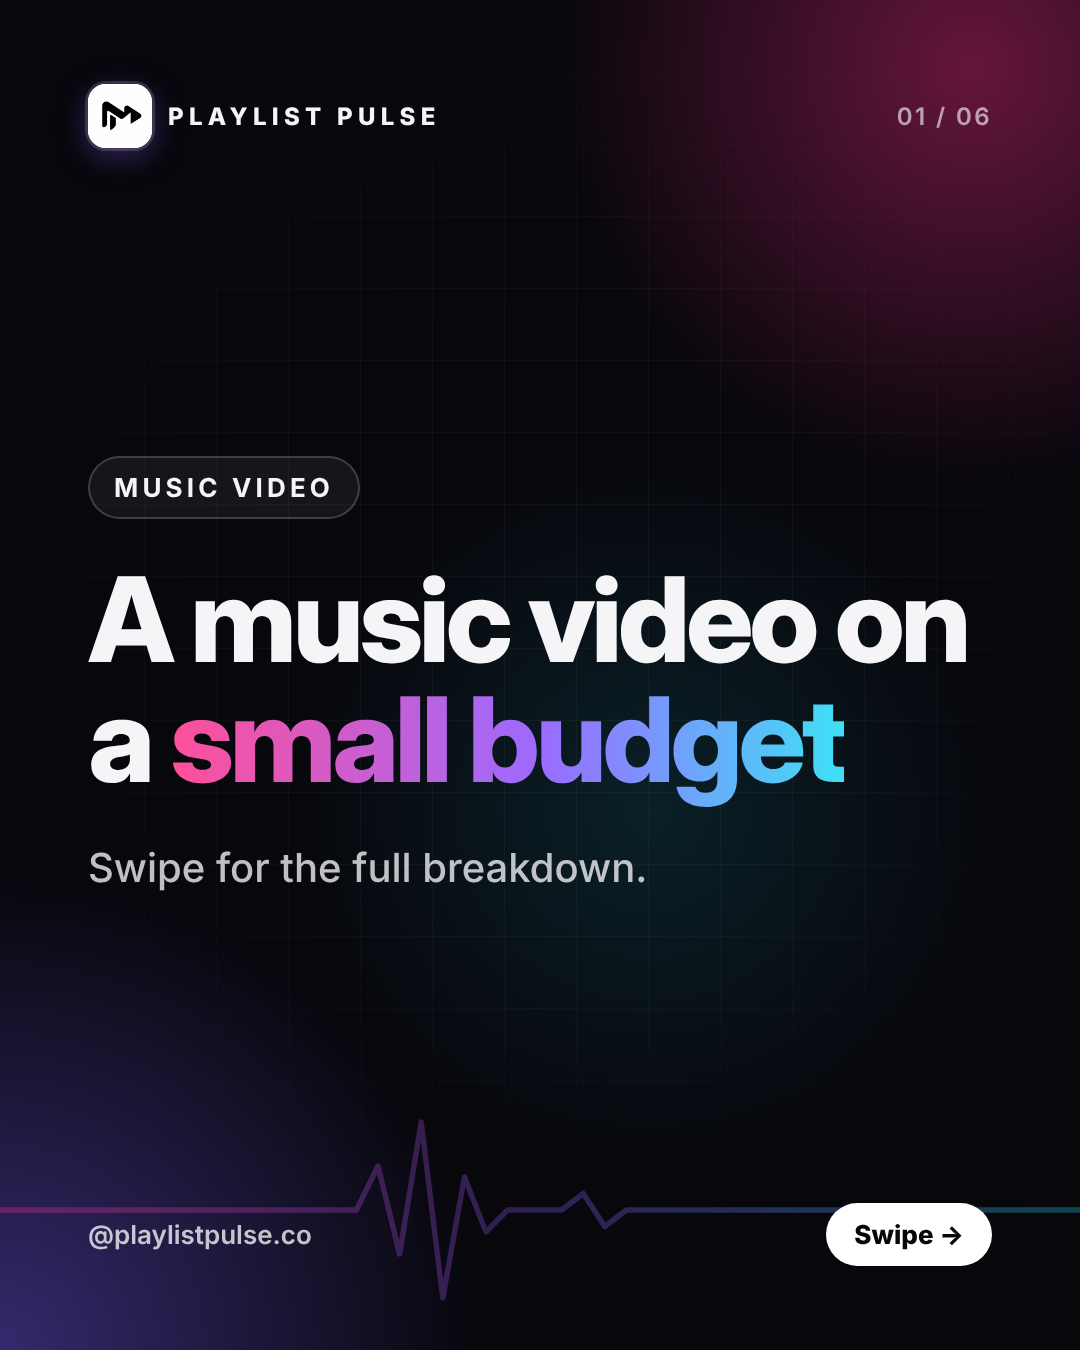 PLAYLIST PULSE
01 / 06
MUSIC VIDEO
A music video on
a small budget
Swipe for the full breakdown.
@playlistpulse.co
Swipe →